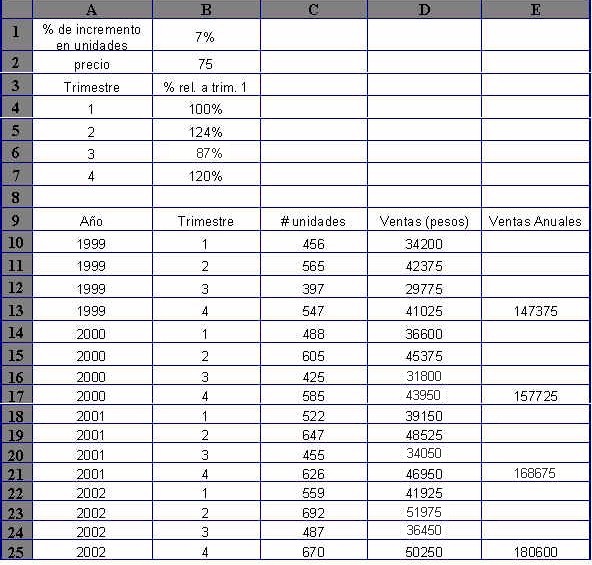 A B C D E
1 % de incremento
en unidades 7%
2 precio 75
3 Trimestre % rel. a trim. 1
4 1 100%
5 2 124%
6 3 87%
7 4 120%
8
9 Año Trimestre # unidades Ventas (pesos) Ventas Anuales
10 1999 1 456 34200
11 1999 2 565 42375
12 1999 3 397 29775
13 1999 4 547 41025 147375
14 2000 1 488 36600
15 2000 2 605 45375
16 2000 3 425 31800
17 2000 4 585 43950 157725
18 2001 1 522 39150
19 2001 2 647 48525
20 2001 3 455 34050
21 2001 4 626 46950 168675
22 2002 1 559 41925
23 2002 2 692 51975
24 2002 3 487 36450
25 2002 4 670 50250 180600